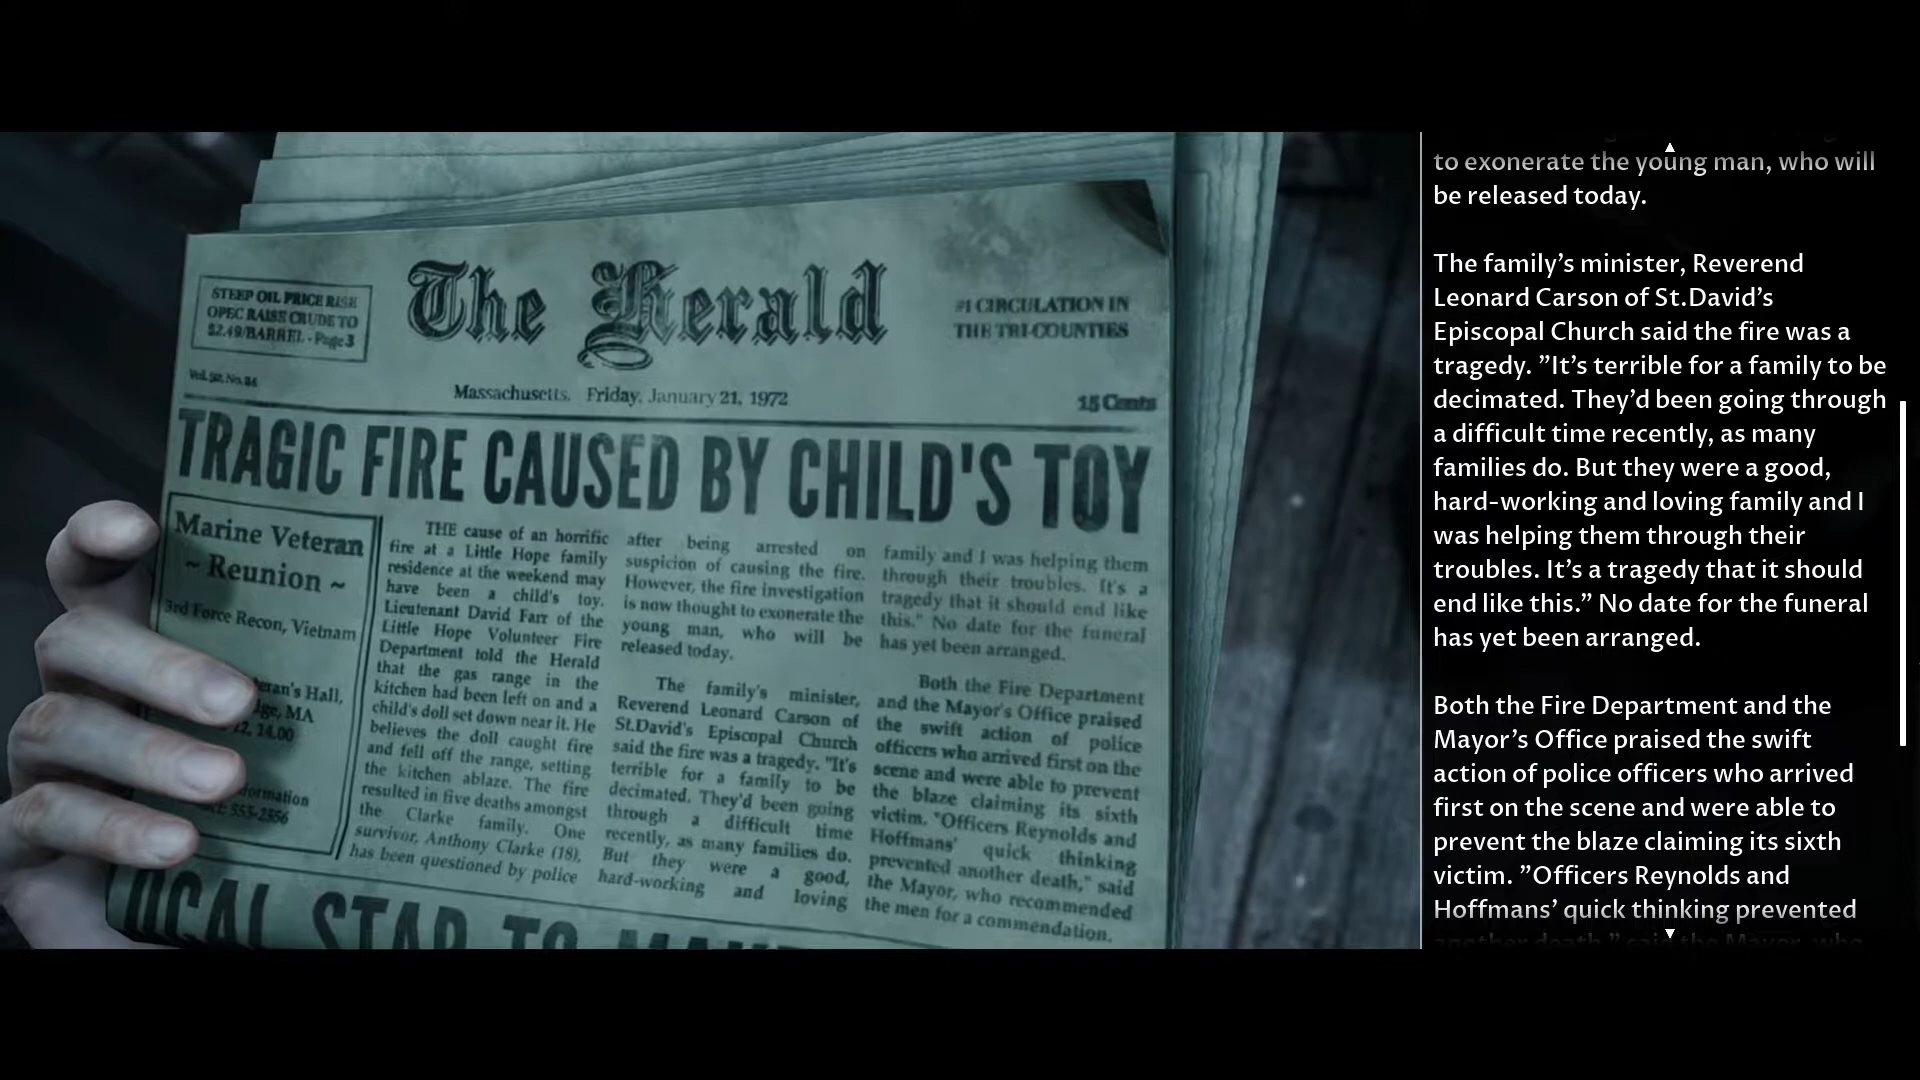 STEEP OIL PRICE RISE
OPEC RAISE CRUDE TO
$2.49/BARREL - Page 3
The Herald
#1 CIRCULATION IN
THE TRI-COUNTIES
Massachusetts. Friday, January 21, 1972
15 Cents
TRAGIC FIRE CAUSED BY CHILD'S TOY
Marine Veteran
~ Reunion ~
3rd Force Recon, Vietnam
Hall,
MA
14.00
555-2356
THE cause of an horrific
fire at a Little Hope family
residence at the weekend may
have been a child's toy.
Lieutenant David Farr of the
Little Hope Volunteer Fire
Department told the Herald
that the gas range in the
kitchen had been left on and a
child's doll set down near it. He
believes the doll caught fire
and fell off the range, setting
the kitchen ablaze. The fire
resulted in five deaths amongst
the Clarke family. One
survivor, Anthony Clarke (18),
has been questioned by police
after being arrested on
suspicion of causing the fire.
However, the fire investigation
is now thought to exonerate the
young man, who will be
released today.
The family's minister,
Reverend Leonard Carson of
St.David's Episcopal Church
said the fire was a tragedy. "It's
terrible for a family to be
decimated. They'd been going
through a difficult time
recently, as many families do.
But they were a good,
hard-working and loving
family and I was helping them
through their troubles. It's a
tragedy that it should end like
this." No date for the funeral
has yet been arranged.
Both the Fire Department
and the Mayor's Office praised
the swift action of police
officers who arrived first on the
scene and were able to prevent
the blaze claiming its sixth
victim. "Officers Reynolds and
Hoffmans' quick thinking
prevented another death," said
the Mayor, who recommended
the men for a commendation.
STAR TO
to exonerate the young man, who will
be released today.
The family's minister, Reverend
Leonard Carson of St.David's
Episcopal Church said the fire was a
tragedy. ”It's terrible for a family to be
decimated. They'd been going through
a difficult time recently, as many
families do. But they were a good,
hard-working and loving family and I
was helping them through their
troubles. It's a tragedy that it should
end like this.” No date for the funeral
has yet been arranged.
Both the Fire Department and the
Mayor's Office praised the swift
action of police officers who arrived
first on the scene and were able to
prevent the blaze claiming its sixth
victim. ”Officers Reynolds and
Hoffmans' quick thinking prevented
another death,” said the Mayor, who